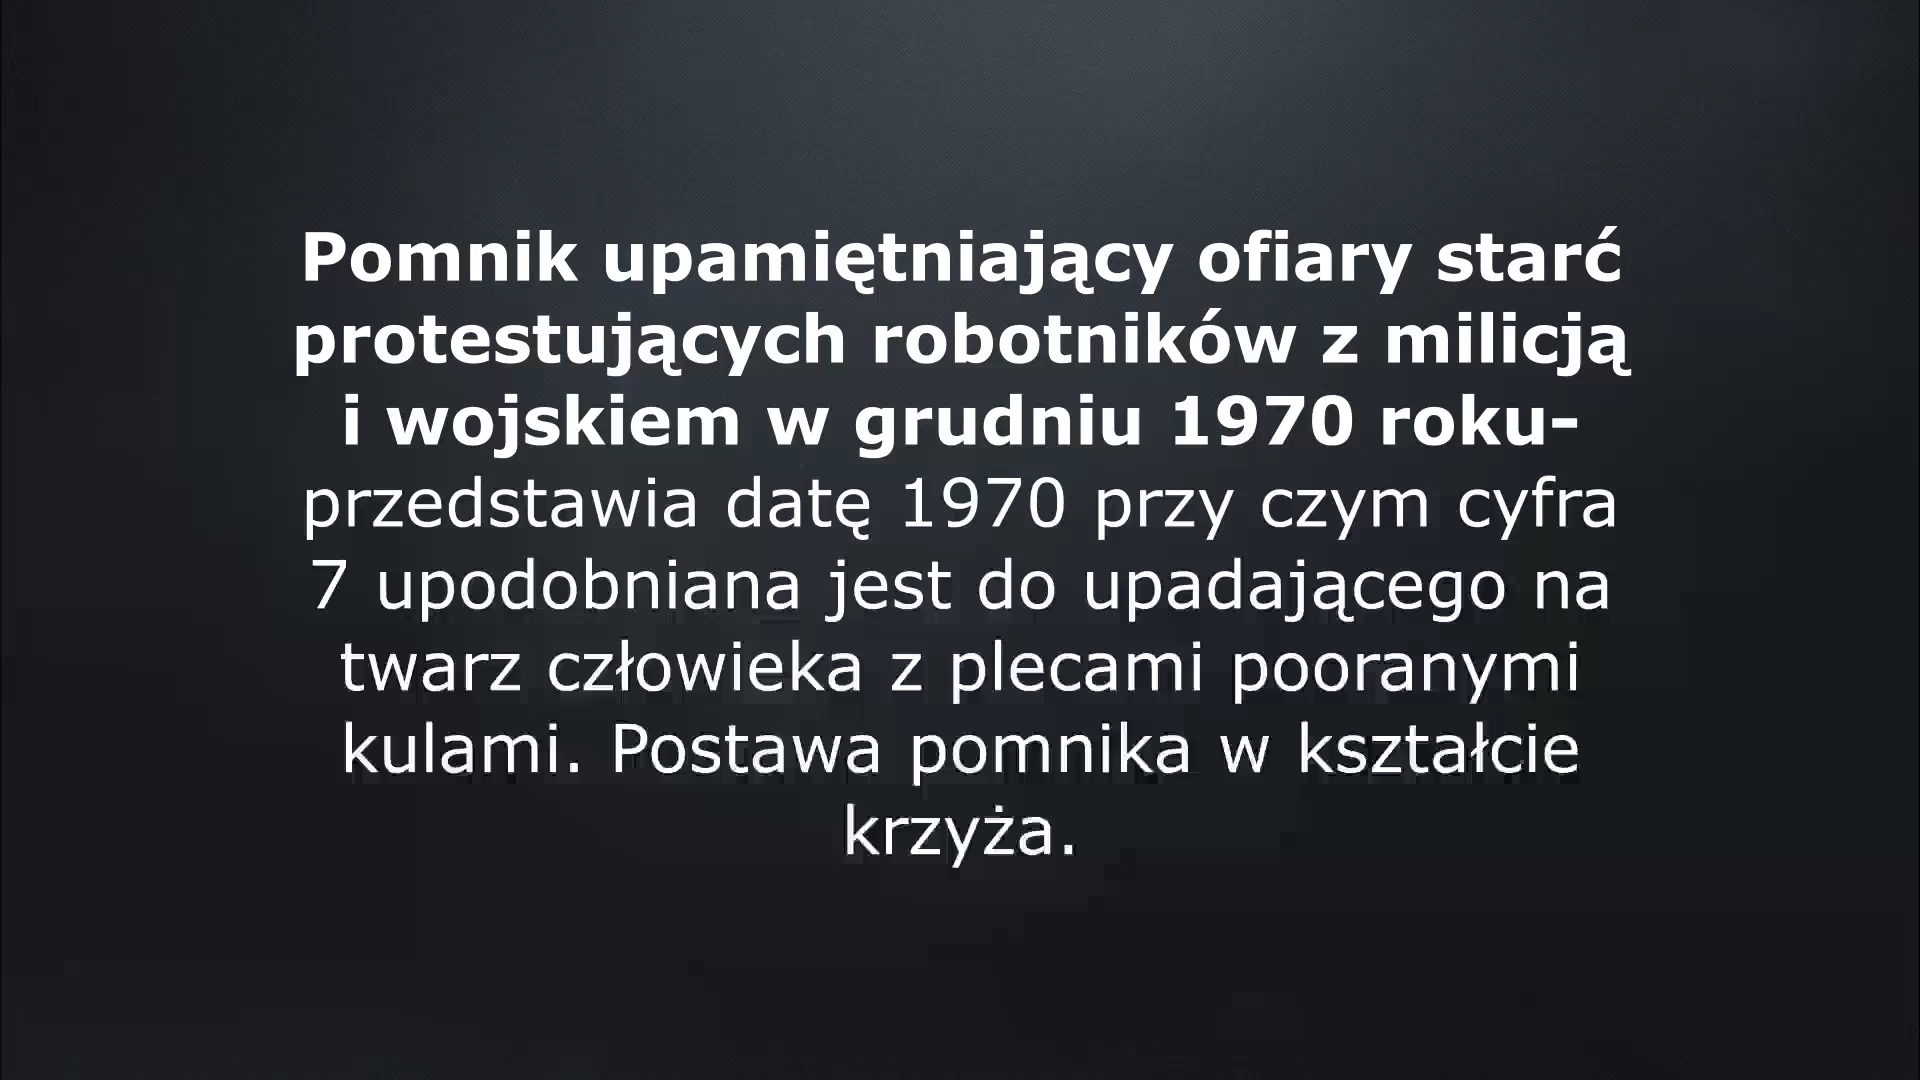 Pomnik upamiętniający ofiary starć
protestujących robotników z milicją
i wojskiem w grudniu 1970 roku-
przedstawia datę 1970 przy czym cyfra
7 upodobniana jest do upadającego na
twarz człowieka z plecami pooranymi
kulami. Postawa pomnika w kształcie
krzyża.